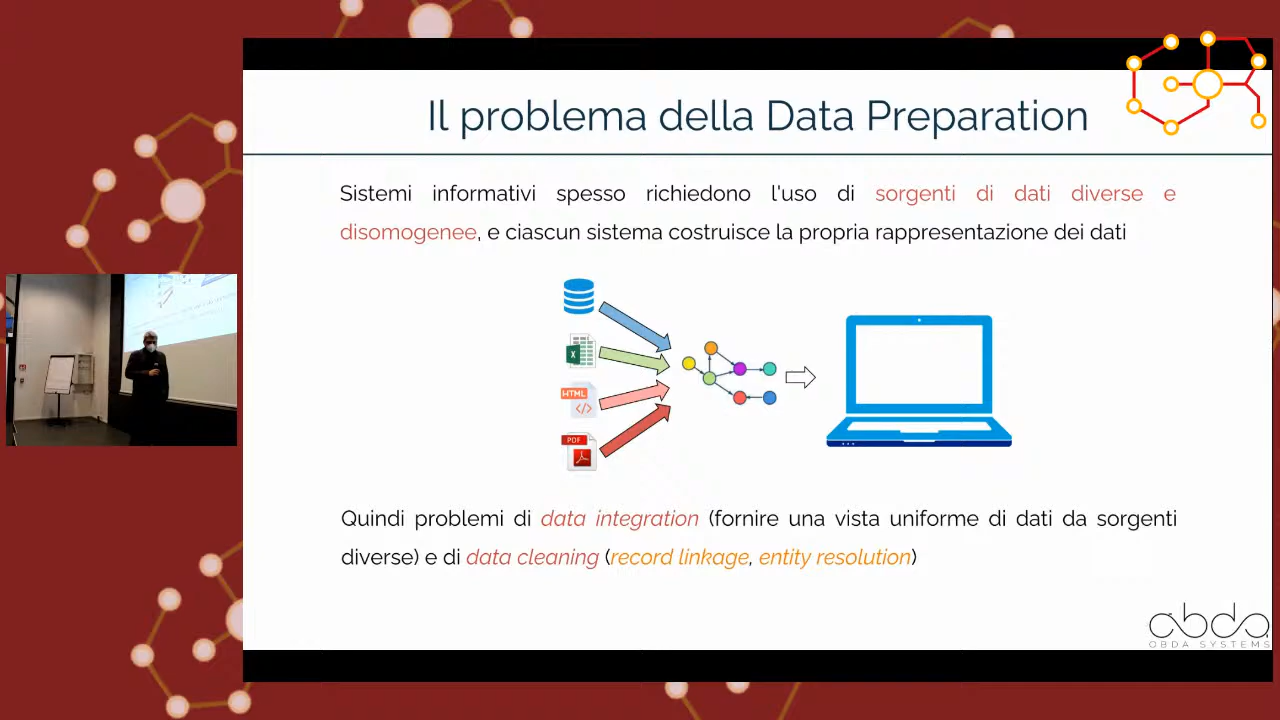 Il problema della Data Preparation
Sistemi informativi spesso richiedono l'uso di sorgenti di dati diverse e
disomogenee, e ciascun sistema costruisce la propria rappresentazione dei dati
X
HTML
</>
PDF
Quindi problemi di data integration (fornire una vista uniforme di dati da sorgenti
diverse) e di data cleaning (record linkage, entity resolution)
obda
OBDA SYSTEMS